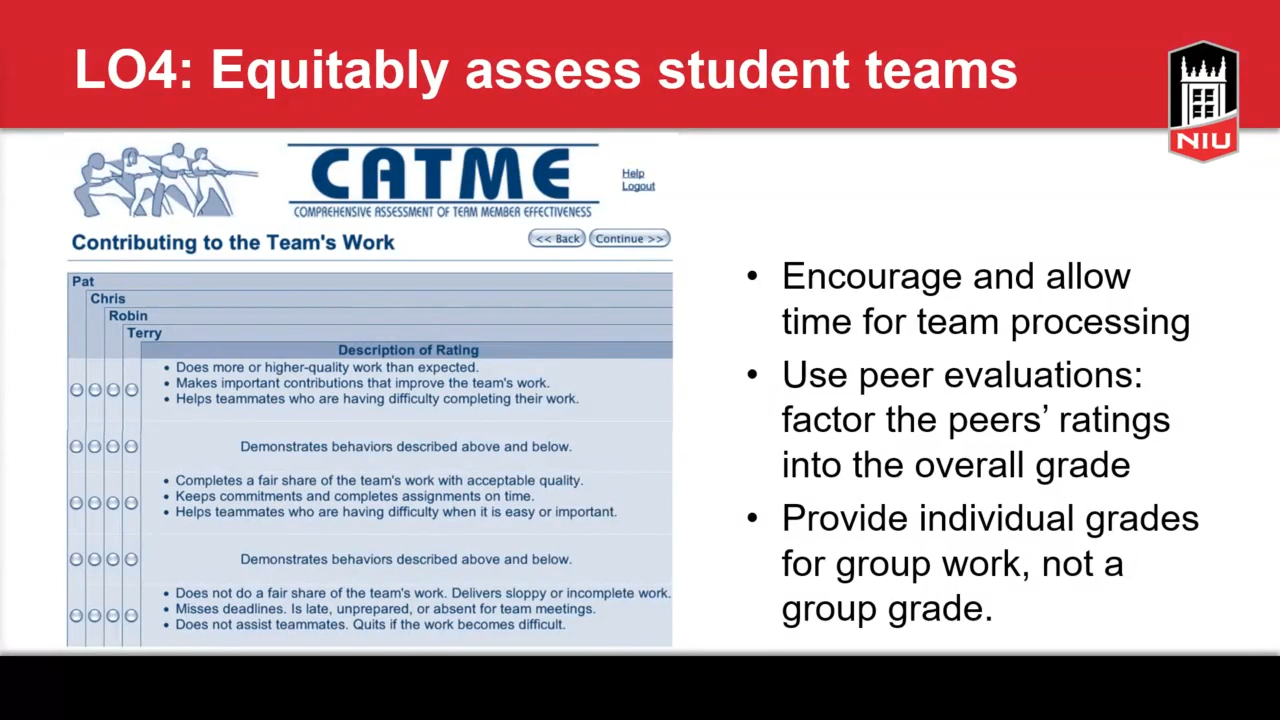 LO4: Equitably assess student teams
NIU
CATME
COMPREHENSIVE ASSESSMENT OF TEAM MEMBER EFFECTIVENESS
Help
Logout
Contributing to the Team's Work
<< Back
Continue >>
Pat
Chris
Robin
Terry
Description of Rating
• Does more or higher-quality work than expected.
• Makes important contributions that improve the team's work.
• Helps teammates who are having difficulty completing their work.
Demonstrates behaviors described above and below.
• Completes a fair share of the team's work with acceptable quality.
• Keeps commitments and completes assignments on time.
• Helps teammates who are having difficulty when it is easy or important.
Demonstrates behaviors described above and below.
• Does not do a fair share of the team's work. Delivers sloppy or incomplete work.
• Misses deadlines. Is late, unprepared, or absent for team meetings.
• Does not assist teammates. Quits if the work becomes difficult.
• Encourage and allow
time for team processing
• Use peer evaluations:
factor the peers’ ratings
into the overall grade
• Provide individual grades
for group work, not a
group grade.